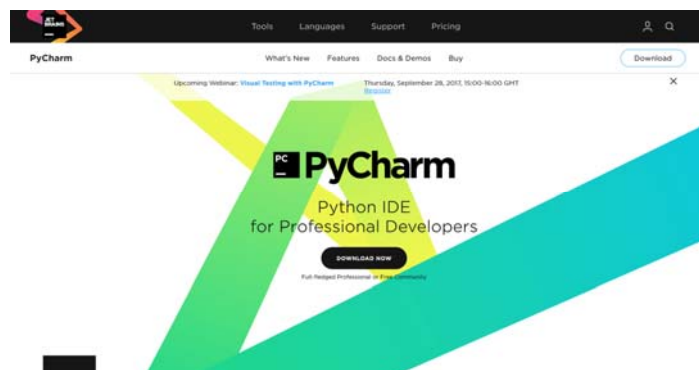 JET
BRAINS
Tools Languages Support Pricing
PyCharm
What's New Features Docs & Demos Buy
Download
Upcoming Webinar: Visual Testing with PyCharm Thursday, September 28, 2017, 15:00-16:00 GMT
Register
PC
PyCharm
Python IDE
for Professional Developers
DOWNLOAD NOW
Full-fledged Professional or Free Community